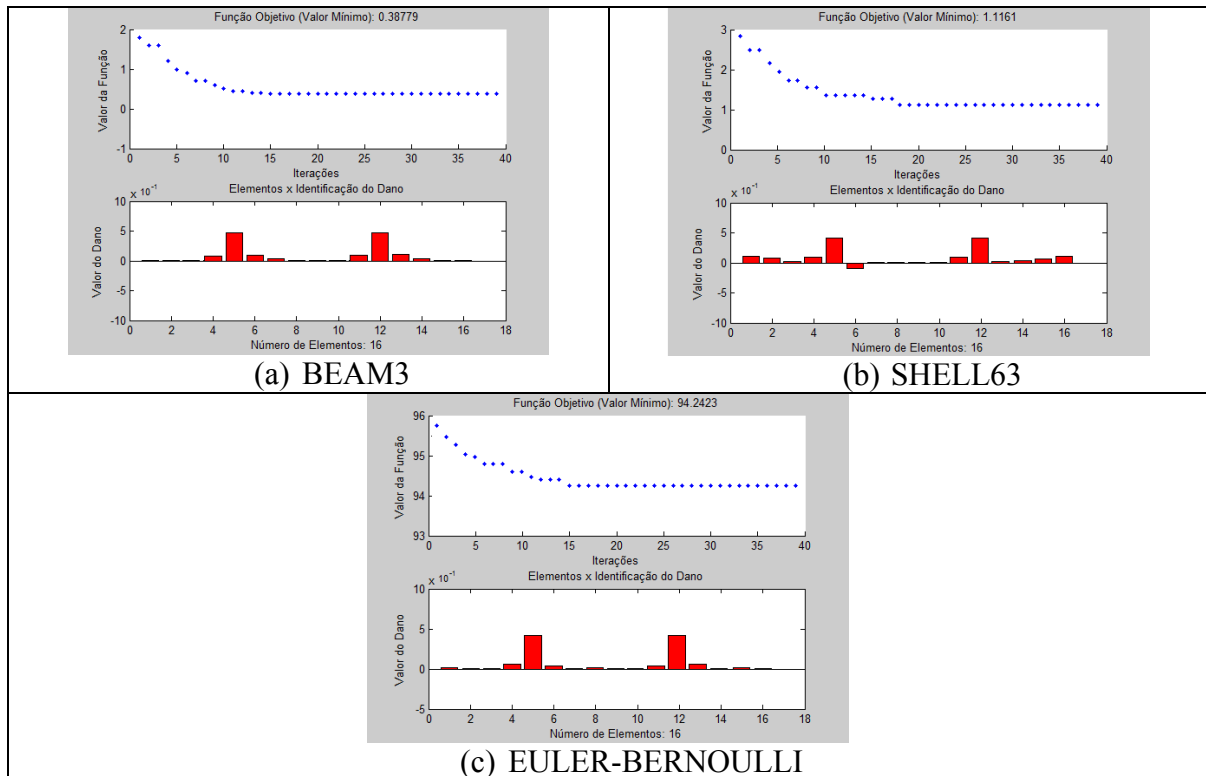 Função Objetivo (Valor Mínimo): 0.38779
Valor da Função
2
1
0
-1
0 5 10 15 20 25 30 35 40
Iterações
Elementos x Identificação do Dano
x 10^-1
Valor do Dano
10
5
0
-5
-10
0 2 4 6 8 10 12 14 16 18
Número de Elementos: 16
(a) BEAM3
Função Objetivo (Valor Mínimo): 1.1161
Valor da Função
3
2
1
0
0 5 10 15 20 25 30 35 40
Iterações
Elementos x Identificação do Dano
x 10^-1
Valor do Dano
10
5
0
-5
-10
0 2 4 6 8 10 12 14 16 18
Número de Elementos: 16
(b) SHELL63
Função Objetivo (Valor Mínimo): 94.2423
Valor da Função
96
95
94
93
0 5 10 15 20 25 30 35 40
Iterações
Elementos x Identificação do Dano
x 10^-1
Valor do Dano
10
5
0
-5
0 2 4 6 8 10 12 14 16 18
Número de Elementos: 16
(c) EULER-BERNOULLI